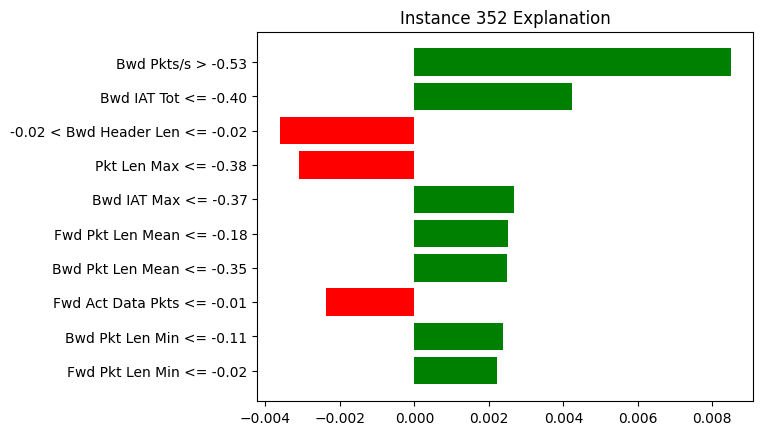 Instance 352 Explanation
Bwd Pkts/s > -0.53
Bwd IAT Tot <= -0.40
-0.02 < Bwd Header Len <= -0.02
Pkt Len Max <= -0.38
Bwd IAT Max <= -0.37
Fwd Pkt Len Mean <= -0.18
Bwd Pkt Len Mean <= -0.35
Fwd Act Data Pkts <= -0.01
Bwd Pkt Len Min <= -0.11
Fwd Pkt Len Min <= -0.02
−0.004 −0.002 0.000 0.002 0.004 0.006 0.008